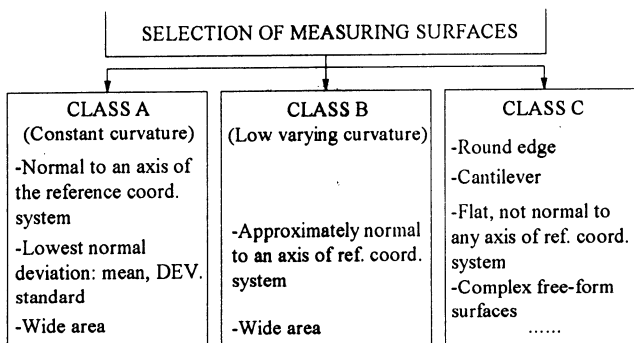 SELECTION OF MEASURING SURFACES
CLASS A
(Constant curvature)
-Normal to an axis of
the reference coord.
system
-Lowest normal
deviation: mean, DEV.
standard
-Wide area
CLASS B
(Low varying curvature)
-Approximately normal
to an axis of ref. coord.
system
-Wide area
CLASS C
-Round edge
-Cantilever
-Flat, not normal to
any axis of ref. coord.
system
-Complex free-form
surfaces
......